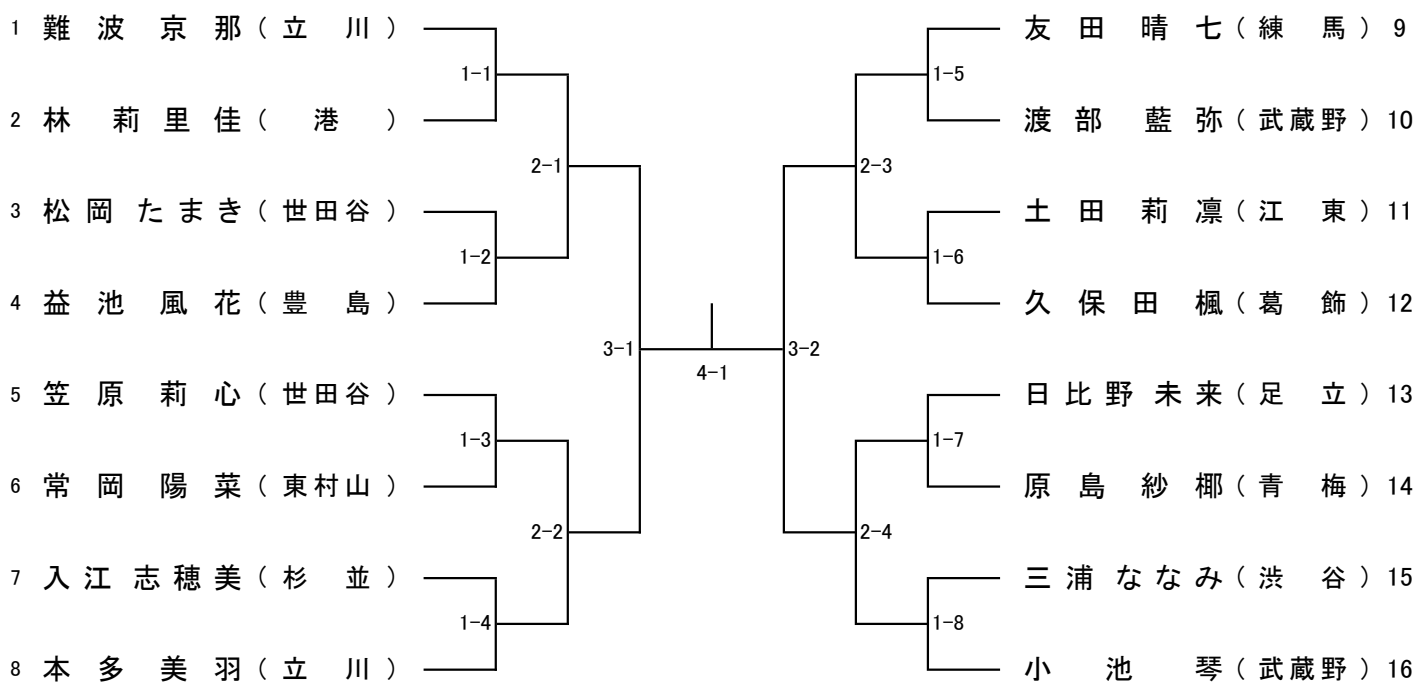 1 難波京那(立川)
1-1
2 林莉里佳(港)
2-1
3 松岡たまき(世田谷)
1-2
4 益池風花(豊島)
3-1
5 笠原莉心(世田谷)
1-3
6 常岡陽菜(東村山)
2-2
7 入江志穂美(杉並)
1-4
8 本多美羽(立川)
4-1
友田晴七(練馬) 9
1-5
渡部藍弥(武蔵野) 10
2-3
土田莉凛(江東) 11
1-6
久保田楓(葛飾) 12
3-2
日比野未来(足立) 13
1-7
原島紗椰(青梅) 14
2-4
三浦ななみ(渋谷) 15
1-8
小池琴(武蔵野) 16